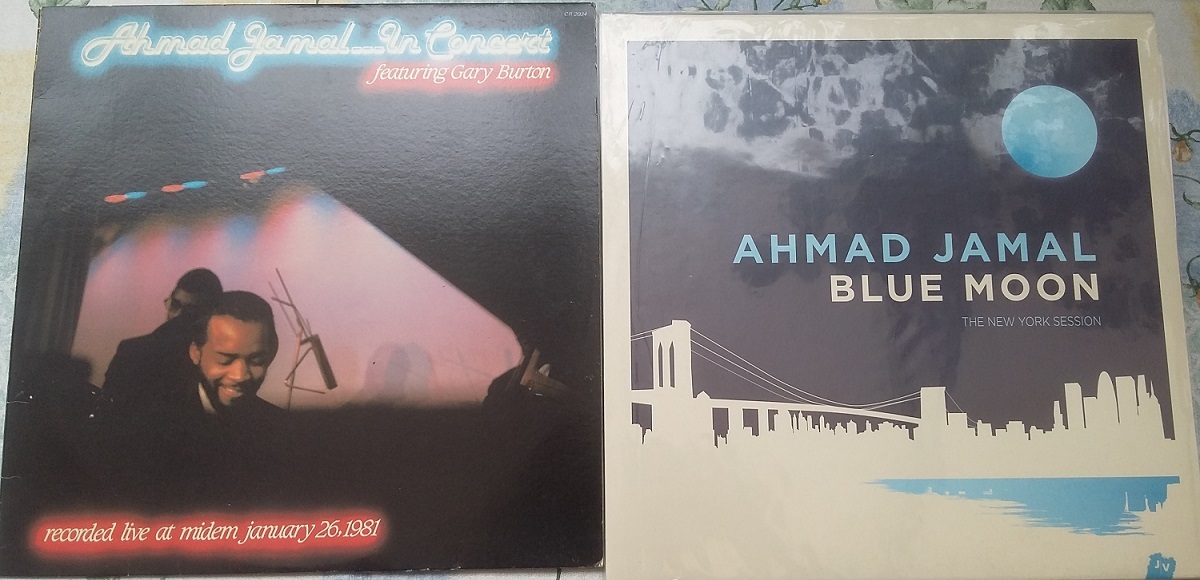 Ahmad Jamal...In Concert
featuring Gary Burton
recorded live at midem january 26, 1981
AHMAD JAMAL
BLUE MOON
THE NEW YORK SESSION
JV